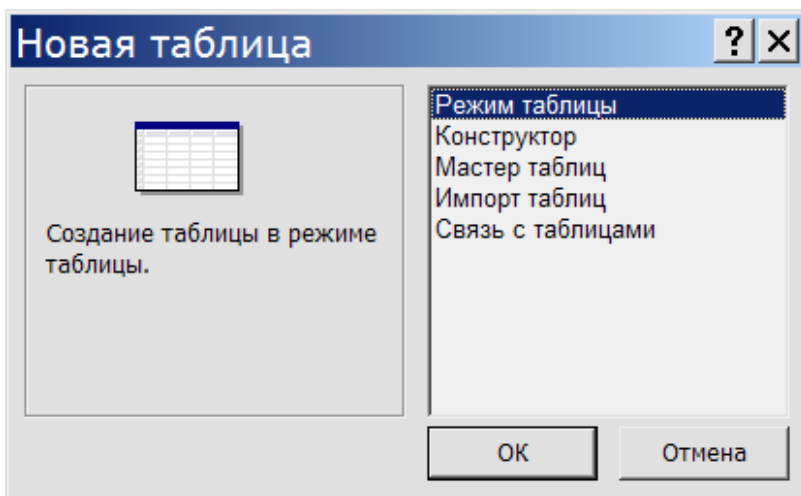 Новая таблица
Создание таблицы в режиме
таблицы.
Режим таблицы
Конструктор
Мастер таблиц
Импорт таблиц
Связь с таблицами
ОК
Отмена